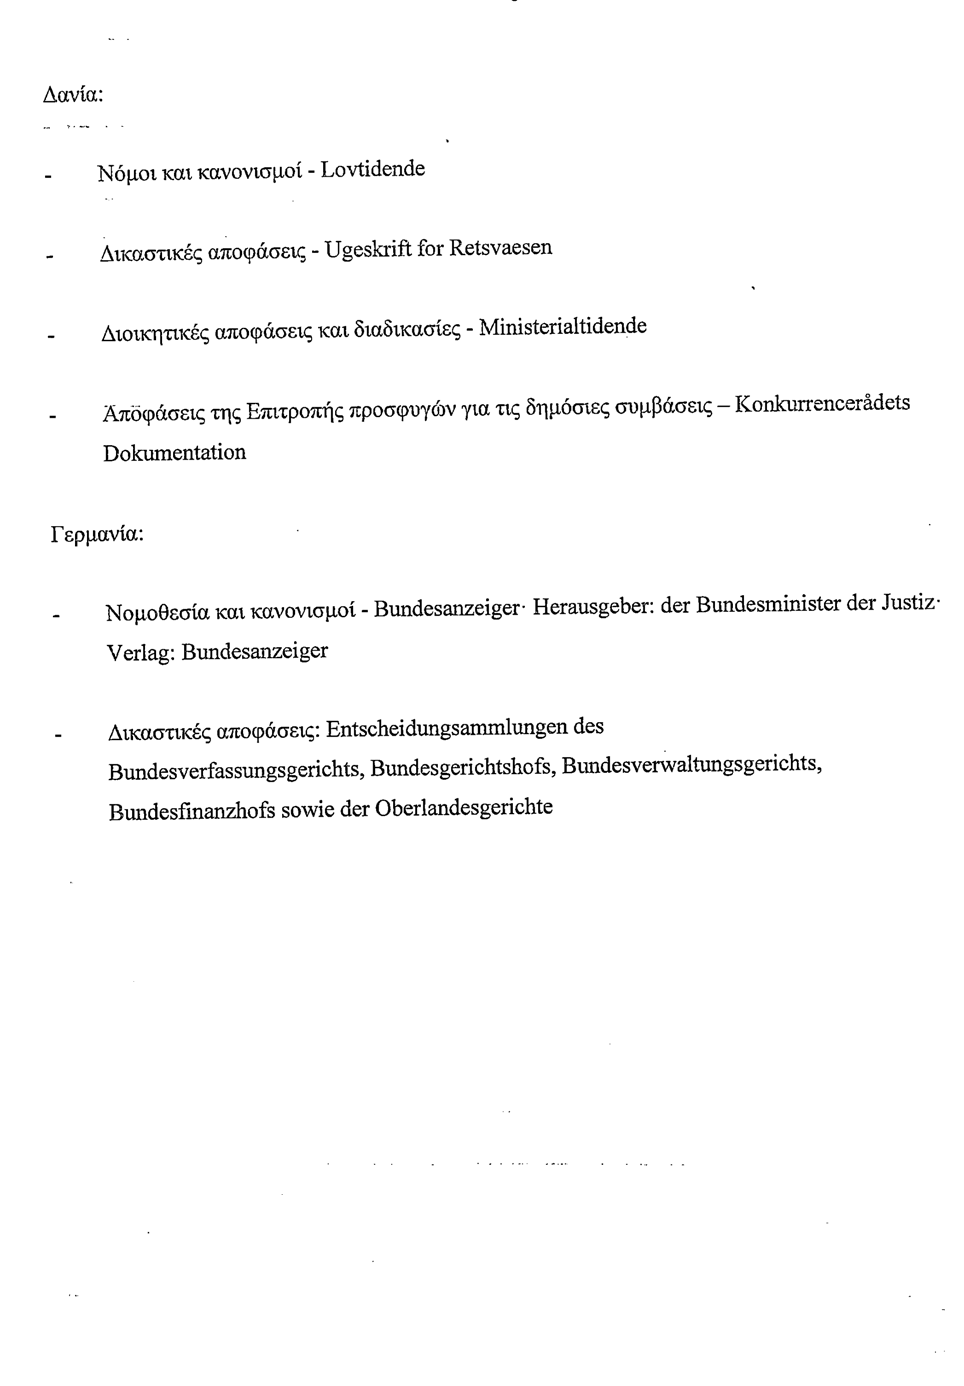 Δανία:
- Νόμοι και κανονισμοί - Lovtidende
- Δικαστικές αποφάσεις - Ugeskrift for Retsvaesen
- Διοικητικές αποφάσεις και διαδικασίες - Ministerialtidende
- Αποφάσεις της Επιτροπής προσφυγών για τις δημόσιες συμβάσεις – Konkurrencerådets
Dokumentation
Γερμανία:
- Νομοθεσία και κανονισμοί - Bundesanzeiger· Herausgeber: der Bundesminister der Justiz·
Verlag: Bundesanzeiger
- Δικαστικές αποφάσεις: Entscheidungsammlungen des
Bundesverfassungsgerichts, Bundesgerichtshofs, Bundesverwaltungsgerichts,
Bundesfinanzhofs sowie der Oberlandesgerichte